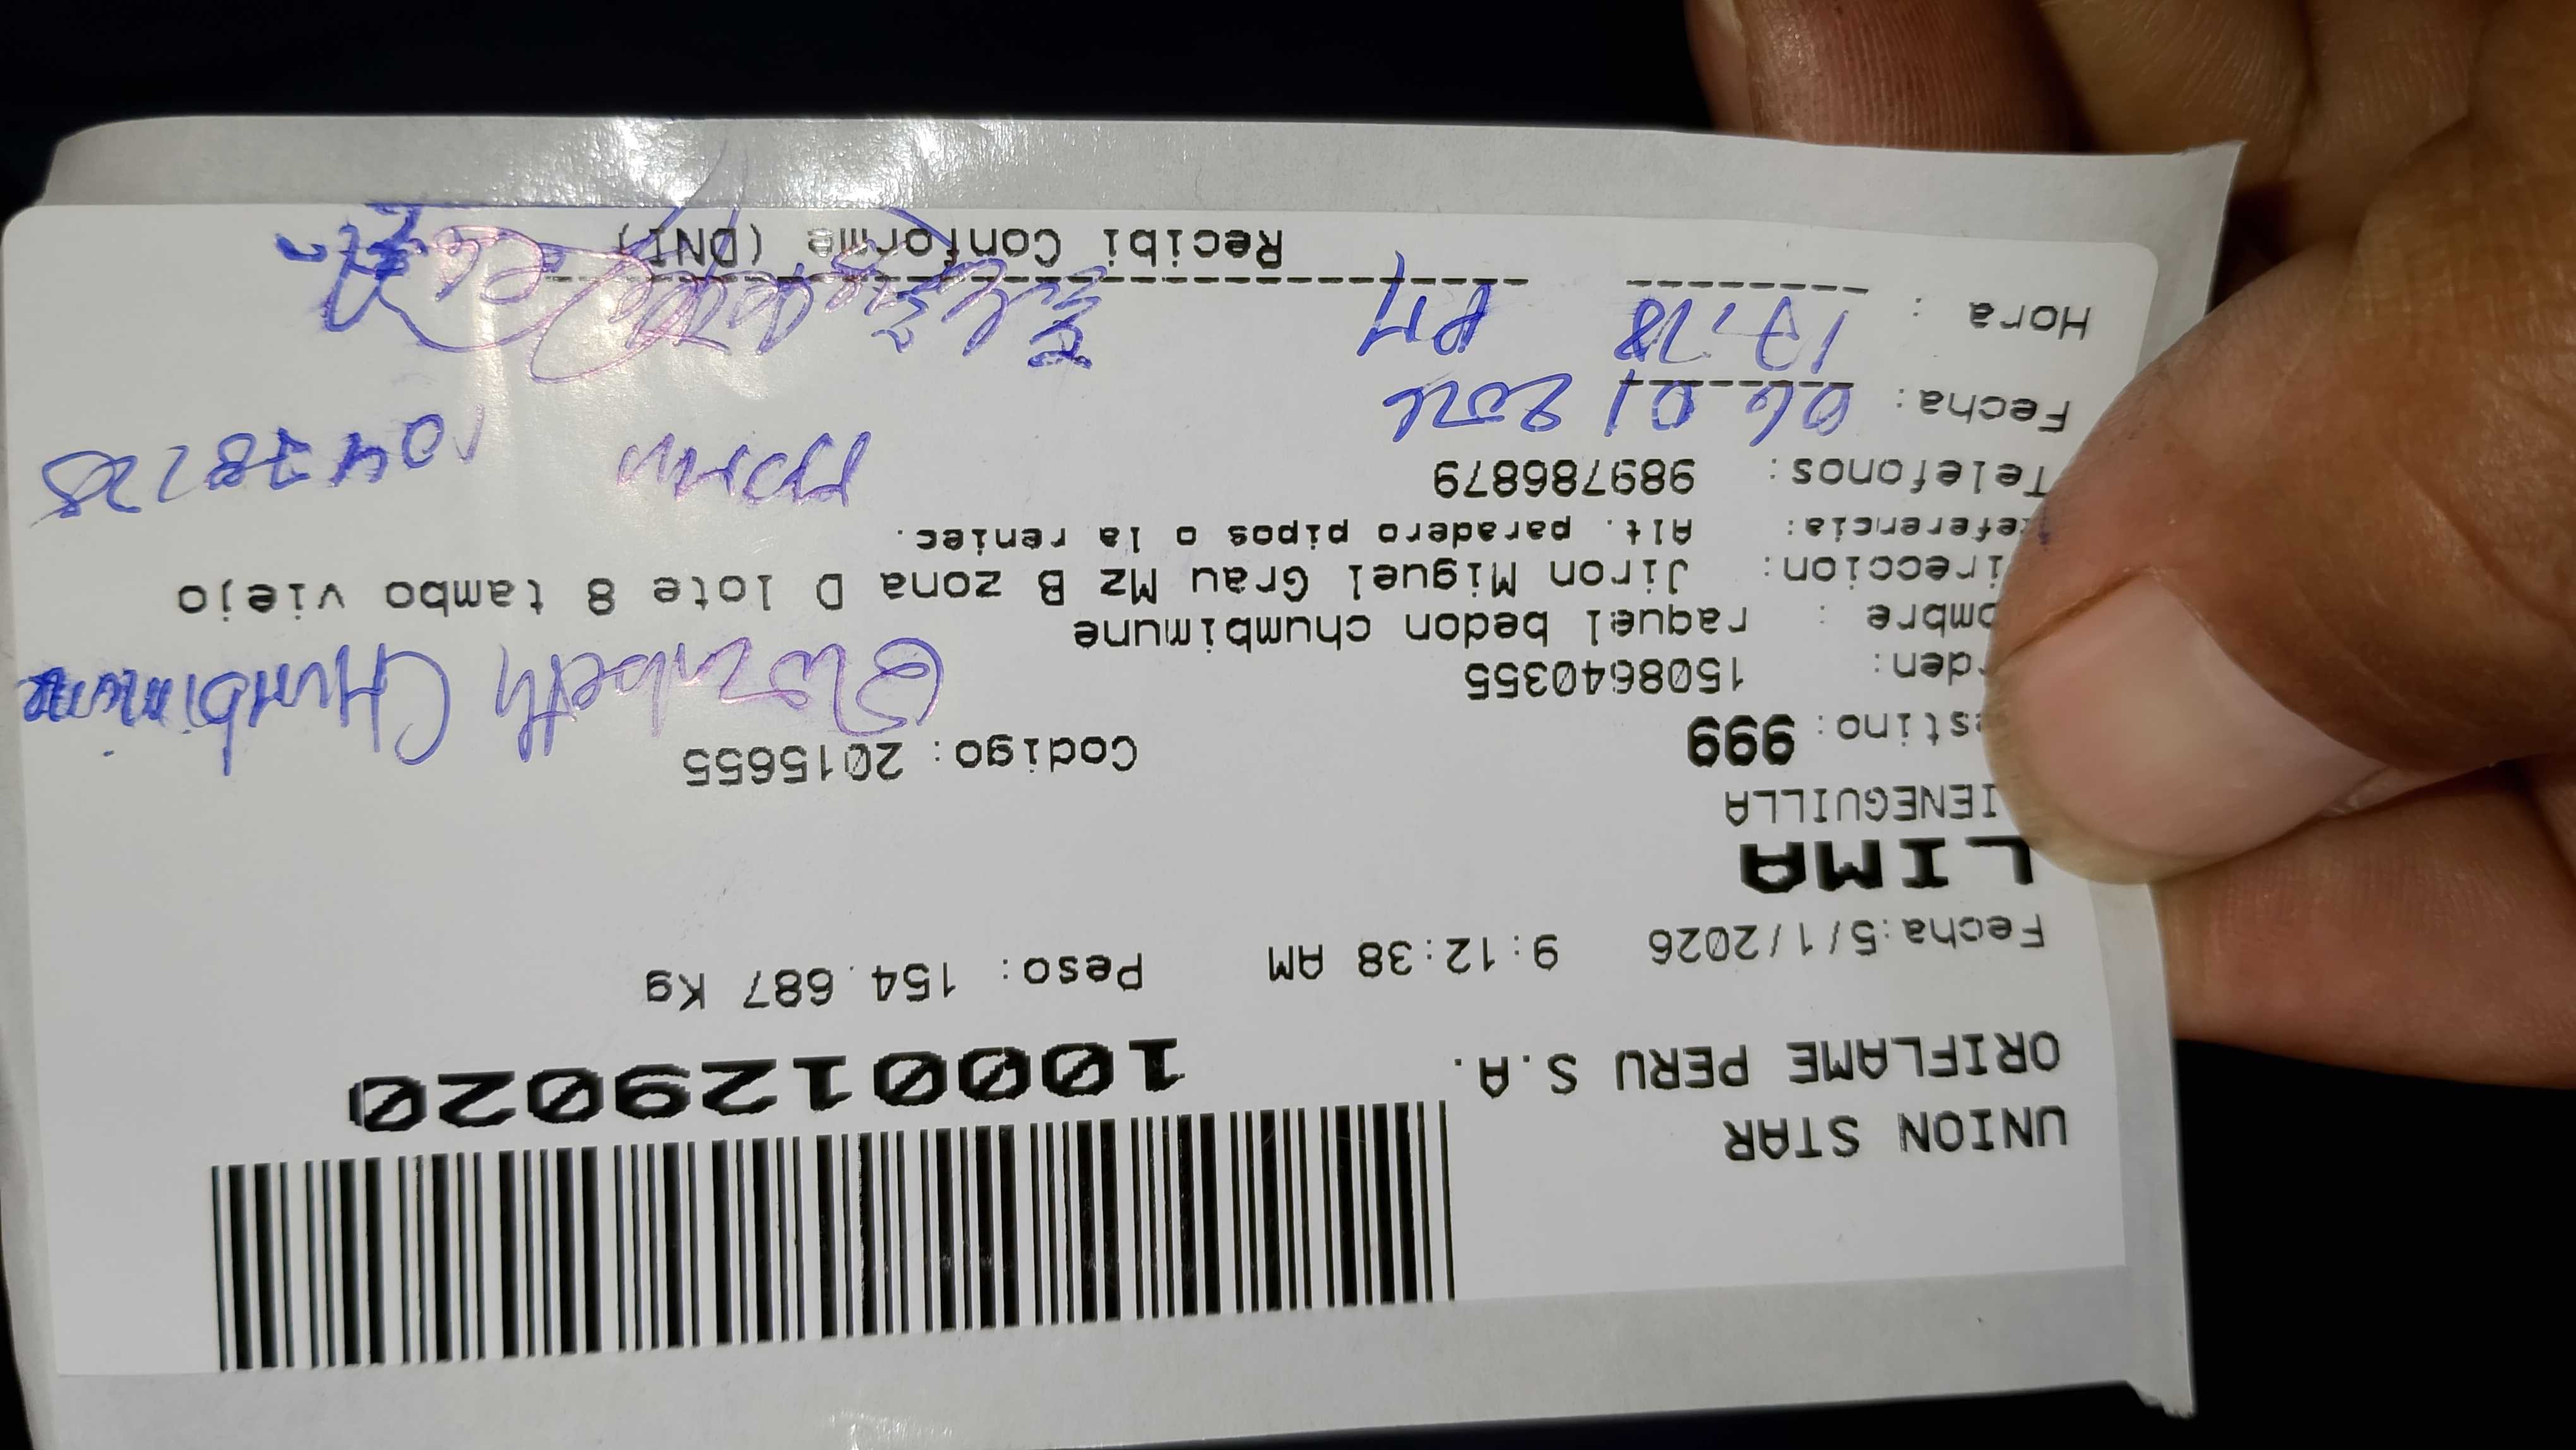 UNION STAR
ORIFLAME PERU S.A.
1000129020
Fecha:5/1/2026 9:12:38 AM Peso: 154.687 Kg
LIMA
IENEGUILLA
estino: 999 Codigo: 2015655
rden: 1508640355
ombre : raquel bedon chumbimune
Elizabeth Chumbimune
ireccion: Jiron Miguel Grau Mz B zona D lote 8 tambo viejo
eferencia: Alt. paradero pipos o la reniec.
Telefonos: 989786879
Fecha: 06 01 2026
Hora : 17:18 PM
Recibi Conforme (DNI)